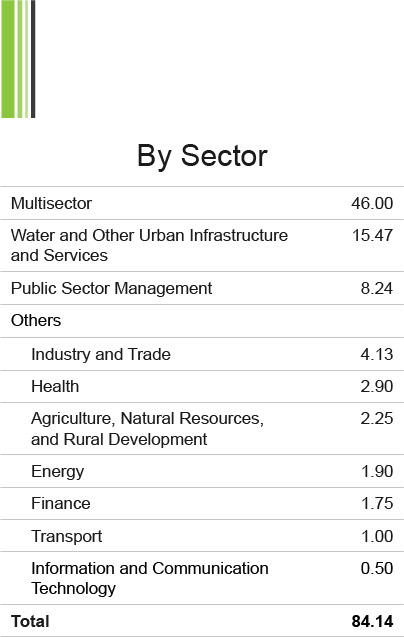 By Sector
Multisector 46.00
Water and Other Urban Infrastructure 15.47
and Services
Public Sector Management 8.24
Others
Industry and Trade 4.13
Health 2.90
Agriculture, Natural Resources, 2.25
and Rural Development
Energy 1.90
Finance 1.75
Transport 1.00
Information and Communication 0.50
Technology
Total 84.14